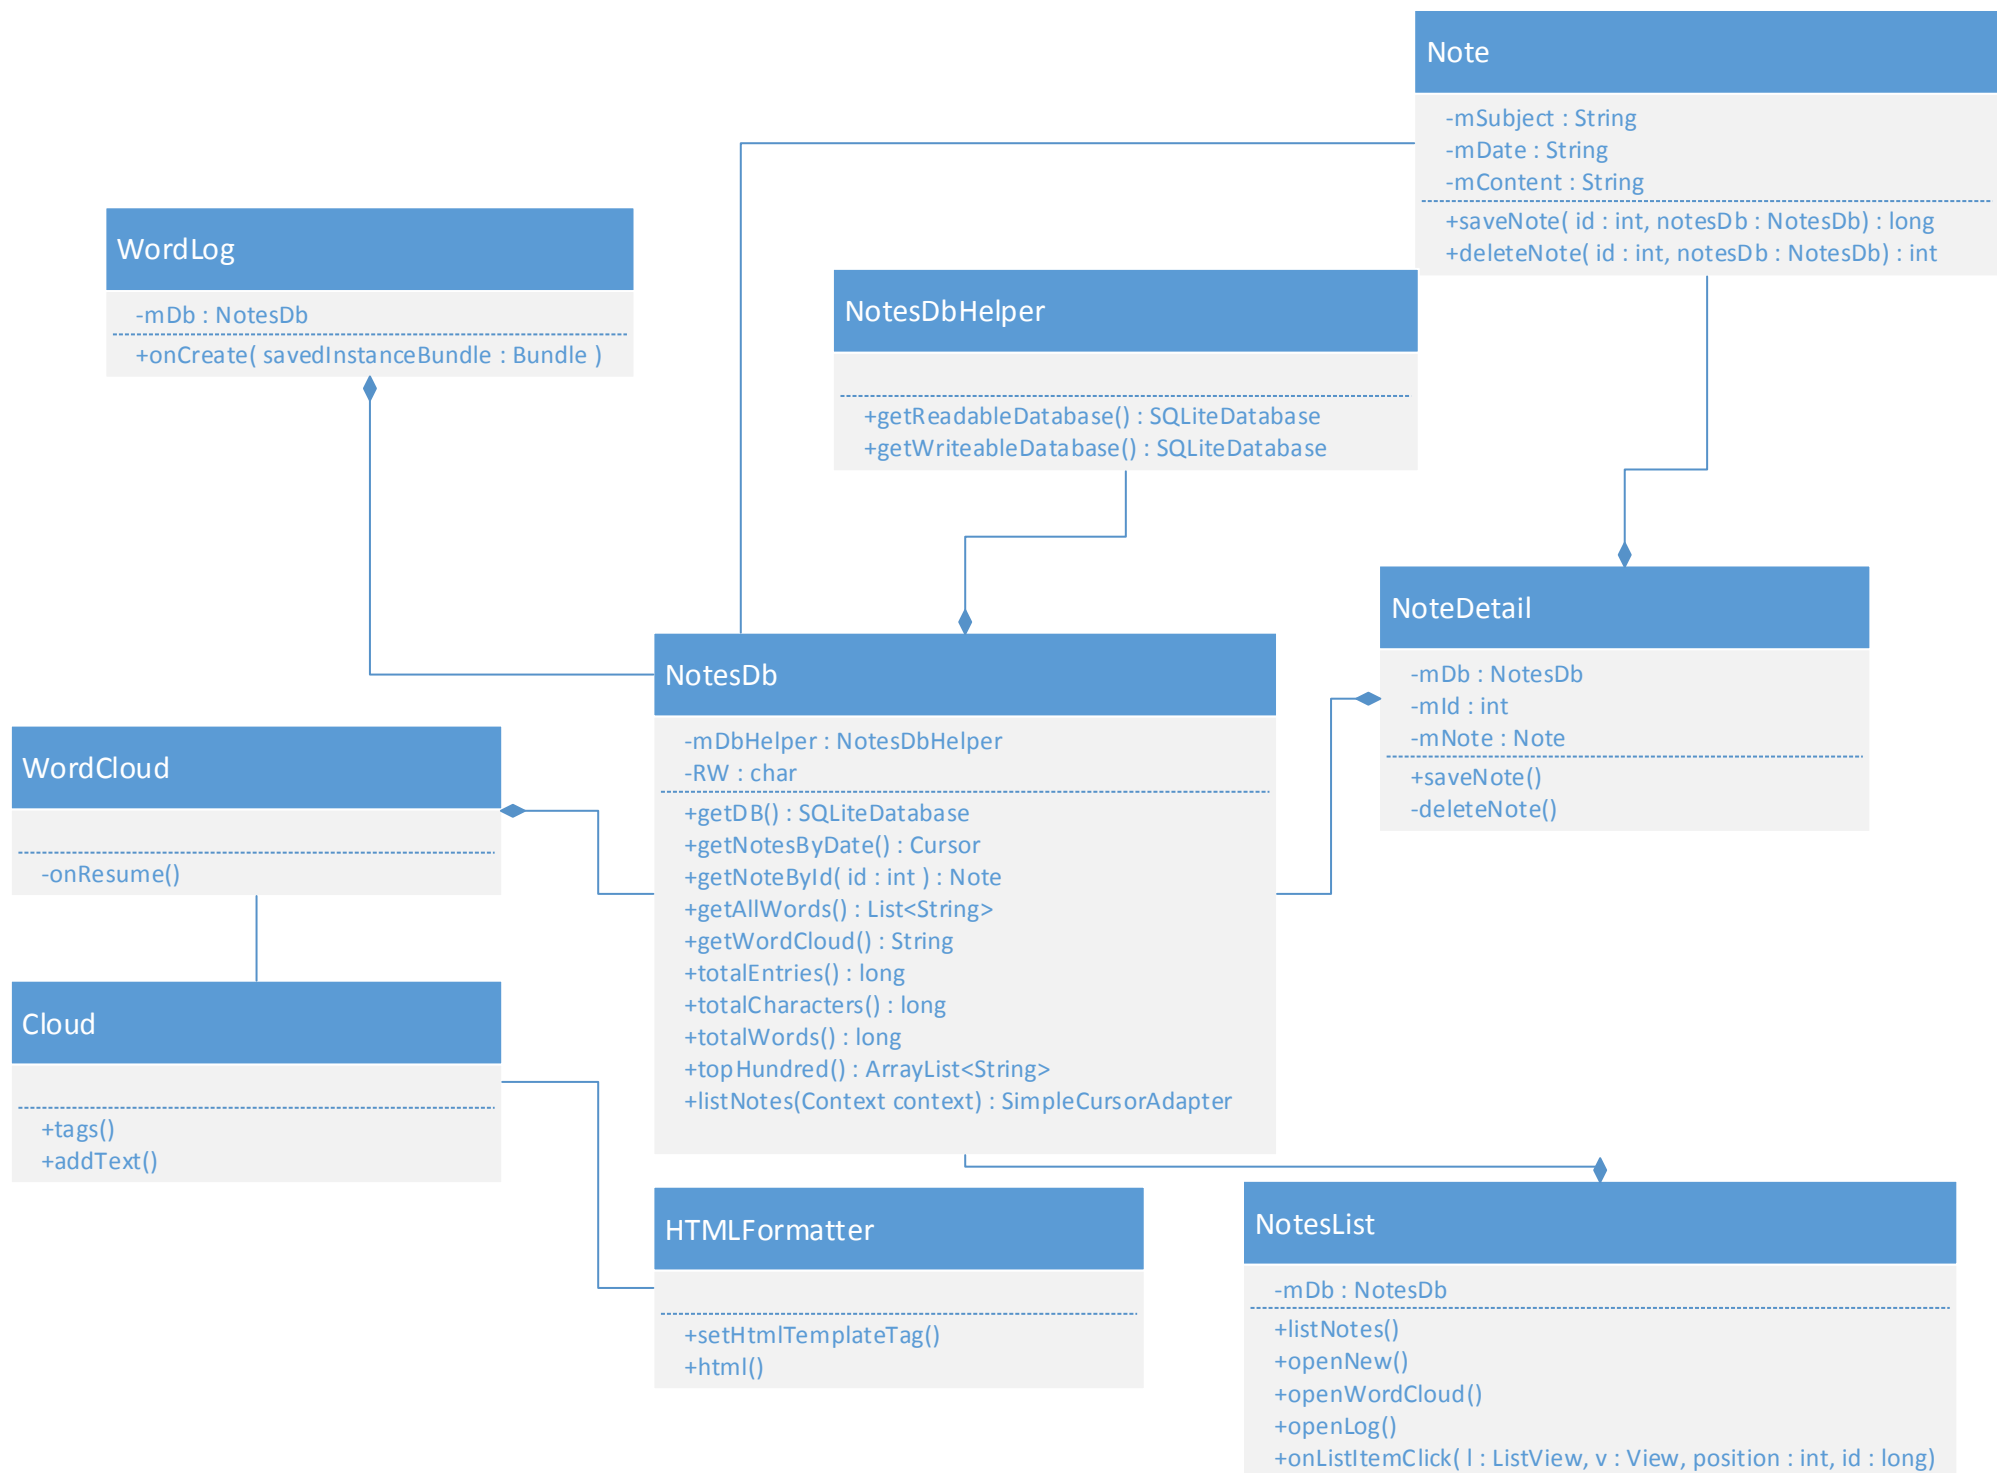 Note
-mSubject : String
-mDate : String
-mContent : String
+saveNote( id : int, notesDb : NotesDb) : long
+deleteNote( id : int, notesDb : NotesDb) : int
WordLog
-mDb : NotesDb
+onCreate( savedInstanceBundle : Bundle )
NotesDbHelper
+getReadableDatabase() : SQLiteDatabase
+getWriteableDatabase() : SQLiteDatabase
NoteDetail
-mDb : NotesDb
-mId : int
-mNote : Note
+saveNote()
-deleteNote()
NotesDb
-mDbHelper : NotesDbHelper
-RW : char
+getDB() : SQLiteDatabase
+getNotesByDate() : Cursor
+getNoteById( id : int ) : Note
+getAllWords() : List<String>
+getWordCloud() : String
+totalEntries() : long
+totalCharacters() : long
+totalWords() : long
+topHundred() : ArrayList<String>
+listNotes(Context context) : SimpleCursorAdapter
WordCloud
-onResume()
Cloud
+tags()
+addText()
HTMLFormatter
+setHtmlTemplateTag()
+html()
NotesList
-mDb : NotesDb
+listNotes()
+openNew()
+openWordCloud()
+openLog()
+onListItemClick( l : ListView, v : View, position : int, id : long)